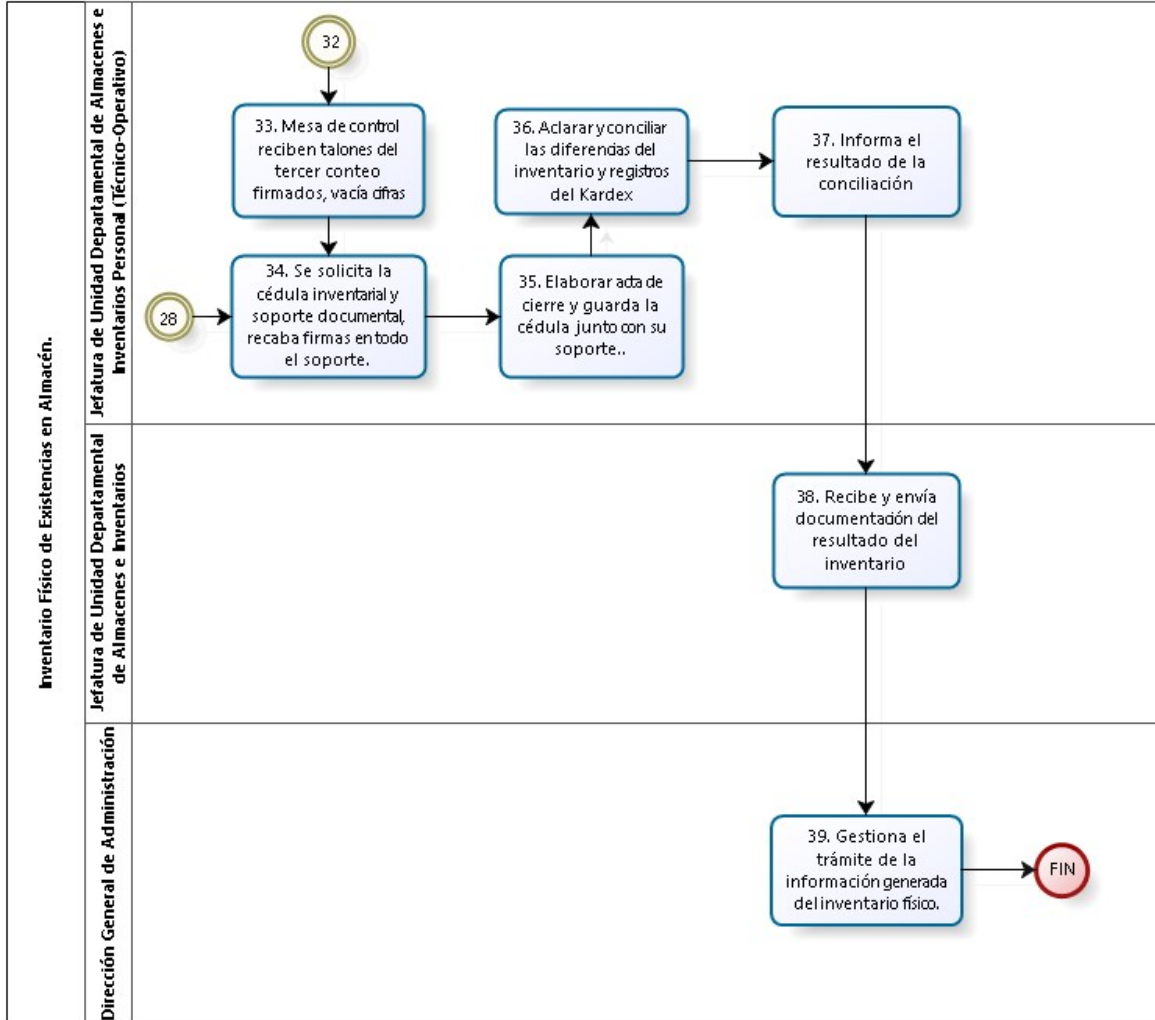 Inventario Físico de Existencias en Almacén.
Jefatura de Unidad Departamental de Almacenes e
Inventarios Personal (Técnico-Operativo)
32
33. Mesa de control
reciben talones del
tercer conteo
firmados, vacía cifras
28
34. Se solicita la
cédula inventarial y
soporte documental,
recaba firmas en todo
el soporte.
35. Elaborar acta de
cierre y guarda la
cédula junto con su
soporte..
36. Aclarar y conciliar
las diferencias del
inventario y registros
del Kardex
37. Informa el
resultado de la
conciliación
Jefatura de Unidad Departamental
de Almacenes e Inventarios
38. Recibe y envía
documentación del
resultado del
inventario
Dirección General de Administración
39. Gestiona el
trámite de la
información generada
del inventario físico.
FIN